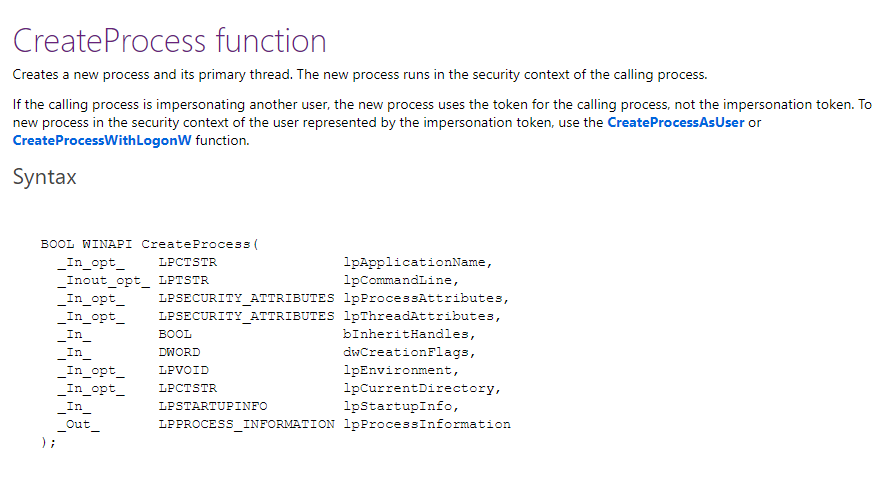 CreateProcess function
Creates a new process and its primary thread. The new process runs in the security context of the calling process.
If the calling process is impersonating another user, the new process uses the token for the calling process, not the impersonation token. To
new process in the security context of the user represented by the impersonation token, use the CreateProcessAsUser or
CreateProcessWithLogonW function.
Syntax
BOOL WINAPI CreateProcess(
  _In_opt_    LPCTSTR               lpApplicationName,
  _Inout_opt_ LPTSTR                lpCommandLine,
  _In_opt_    LPSECURITY_ATTRIBUTES lpProcessAttributes,
  _In_opt_    LPSECURITY_ATTRIBUTES lpThreadAttributes,
  _In_        BOOL                  bInheritHandles,
  _In_        DWORD                 dwCreationFlags,
  _In_opt_    LPVOID                lpEnvironment,
  _In_opt_    LPCTSTR               lpCurrentDirectory,
  _In_        LPSTARTUPINFO         lpStartupInfo,
  _Out_       LPPROCESS_INFORMATION lpProcessInformation
);